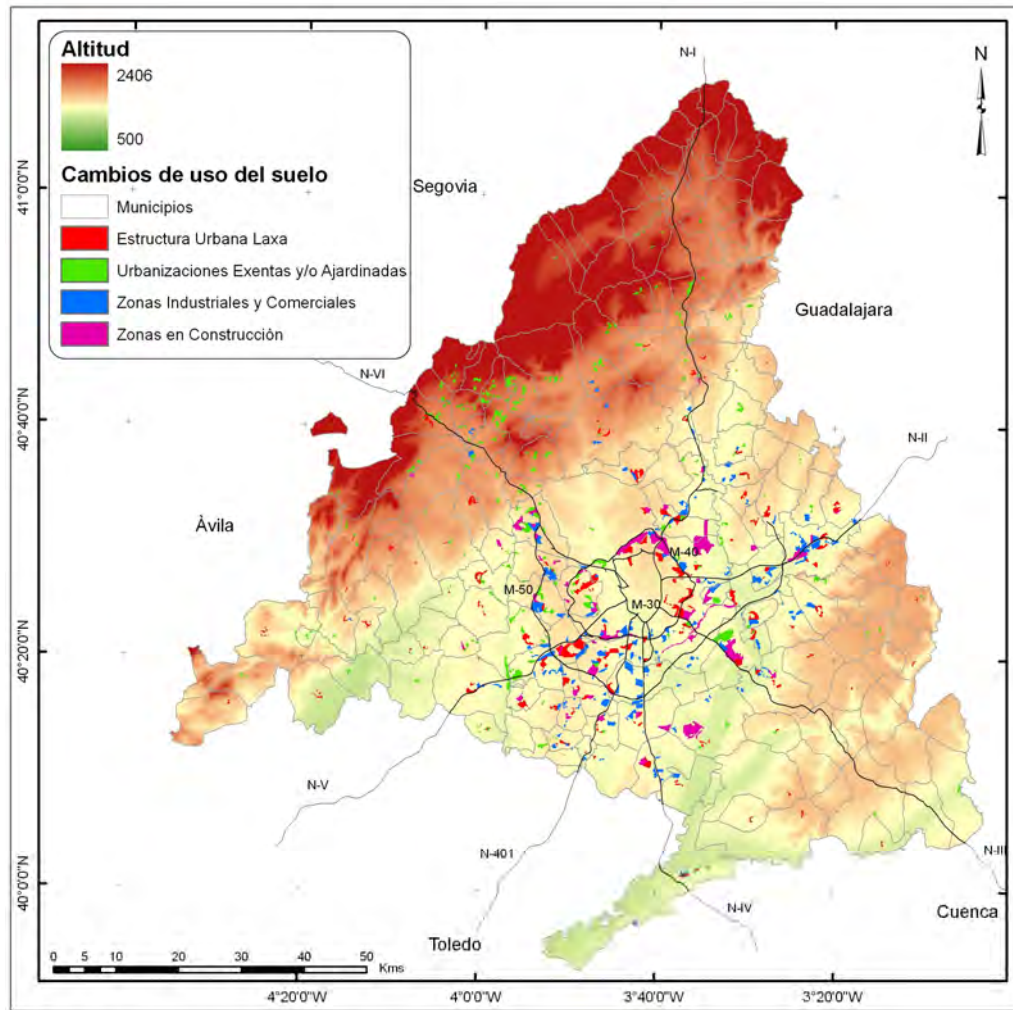 Altitud
2406
500
Cambios de uso del suelo
Municipios
Estructura Urbana Laxa
Urbanizaciones Exentas y/o Ajardinadas
Zonas Industriales y Comerciales
Zonas en Construcción
N-I
N
Segovia
Guadalajara
N-VI
N-II
Àvila
M-40
M-50
M-30
N-V
N-401
N-III
N-IV
Cuenca
Toledo
0 5 10 20 30 40 50
Kms
41°0'0"N
40°40'0"N
40°20'0"N
40°0'0"N
4°20'0"W
4°0'0"W
3°40'0"W
3°20'0"W